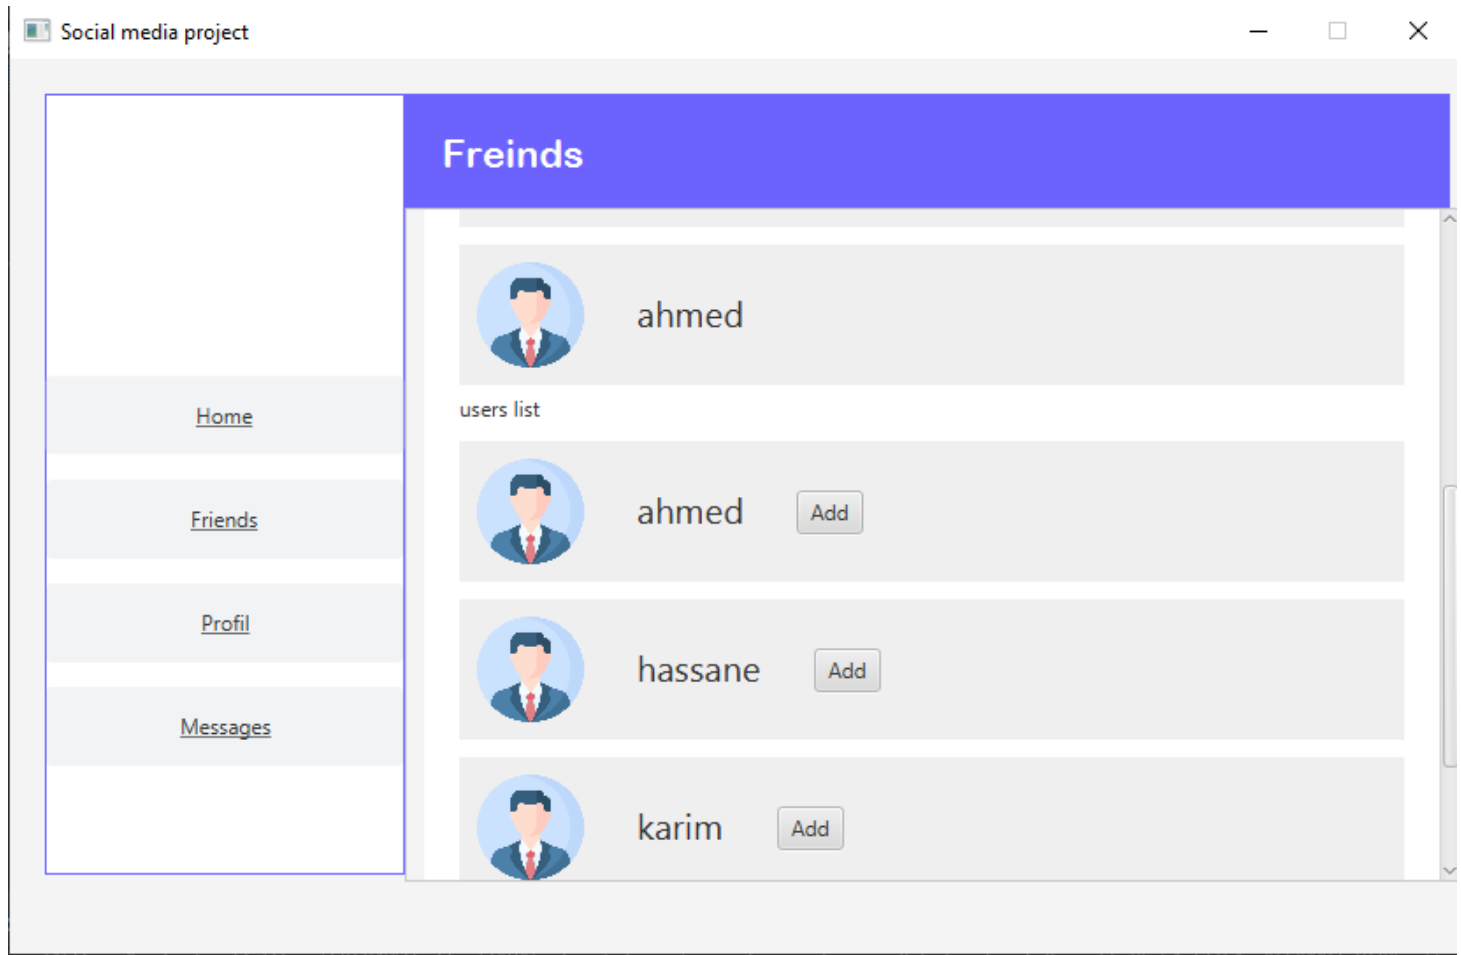 Social media project
Freinds
Home
Friends
Profil
Messages
ahmed
users list
ahmed Add
hassane Add
karim Add